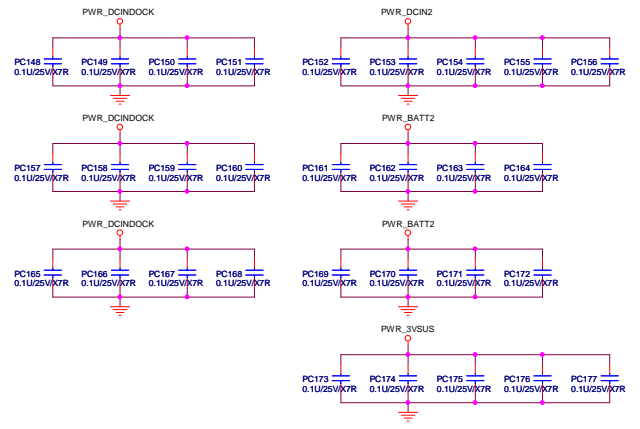 PWR_DCINDOCK
PC148 PC149 PC150 PC151
0.1U/25V/X7R 0.1U/25V/X7R 0.1U/25V/X7R 0.1U/25V/X7R
PWR_DCIN2
PC152 PC153 PC154 PC155 PC156
0.1U/25V/X7R 0.1U/25V/X7R 0.1U/25V/X7R 0.1U/25V/X7R 0.1U/25V/X7R
PWR_DCINDOCK
PC157 PC158 PC159 PC160
0.1U/25V/X7R 0.1U/25V/X7R 0.1U/25V/X7R 0.1U/25V/X7R
PWR_BATT2
PC161 PC162 PC163 PC164
0.1U/25V/X7R 0.1U/25V/X7R 0.1U/25V/X7R 0.1U/25V/X7R
PWR_DCINDOCK
PC165 PC166 PC167 PC168
0.1U/25V/X7R 0.1U/25V/X7R 0.1U/25V/X7R 0.1U/25V/X7R
PWR_BATT2
PC169 PC170 PC171 PC172
0.1U/25V/X7R 0.1U/25V/X7R 0.1U/25V/X7R 0.1U/25V/X7R
PWR_3VSUS
PC173 PC174 PC175 PC176 PC177
0.1U/25V/X7R 0.1U/25V/X7R 0.1U/25V/X7R 0.1U/25V/X7R 0.1U/25V/X7R